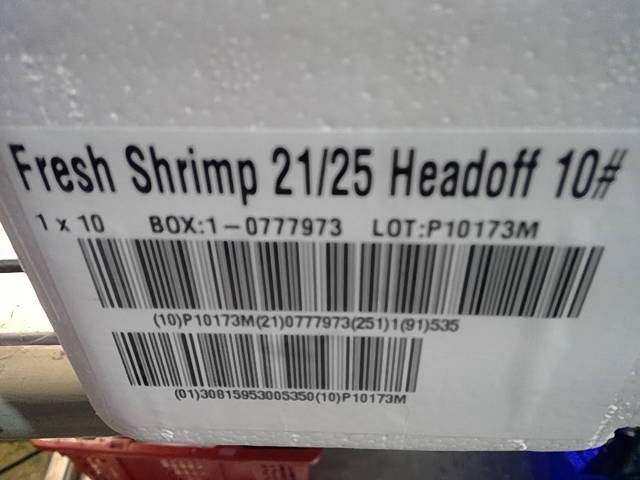 Fresh Shrimp 21/25 Headoff 10#
1 x 10 BOX:1-0777973 LOT:P10173M
(10)P10173M(21)0777973(251)1(91)535
(01)30815953005350(10)P10173M